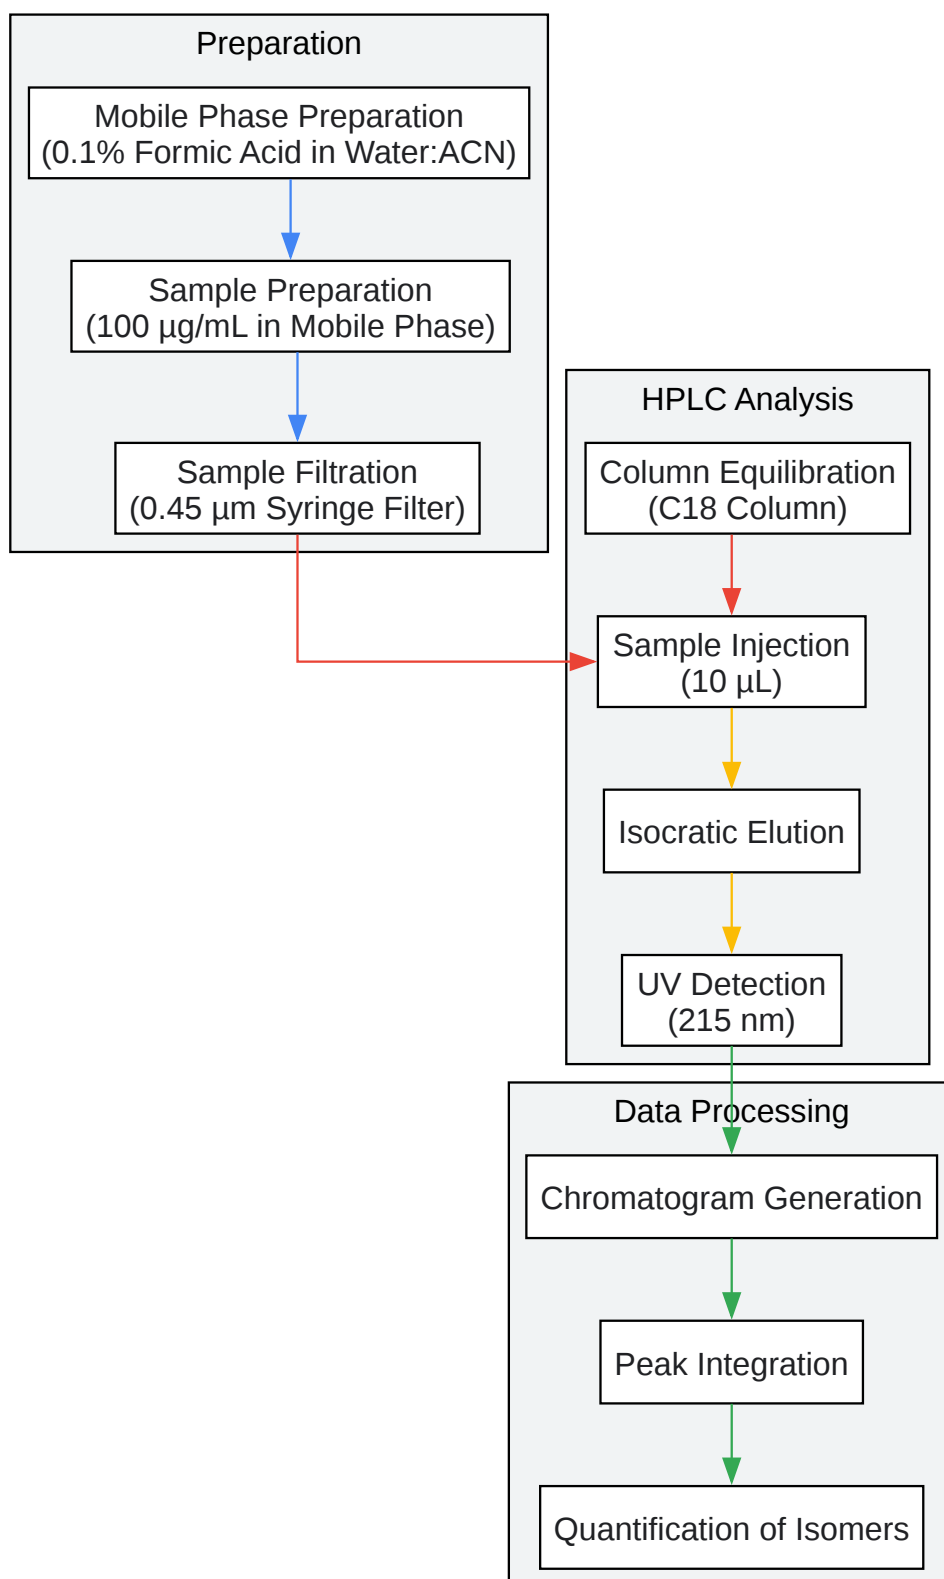 Preparation
Mobile Phase Preparation
(0.1% Formic Acid in Water:ACN)
Sample Preparation
(100 µg/mL in Mobile Phase)
Sample Filtration
(0.45 µm Syringe Filter)
HPLC Analysis
Column Equilibration
(C18 Column)
Sample Injection
(10 µL)
Isocratic Elution
UV Detection
(215 nm)
Data Processing
Chromatogram Generation
Peak Integration
Quantification of Isomers